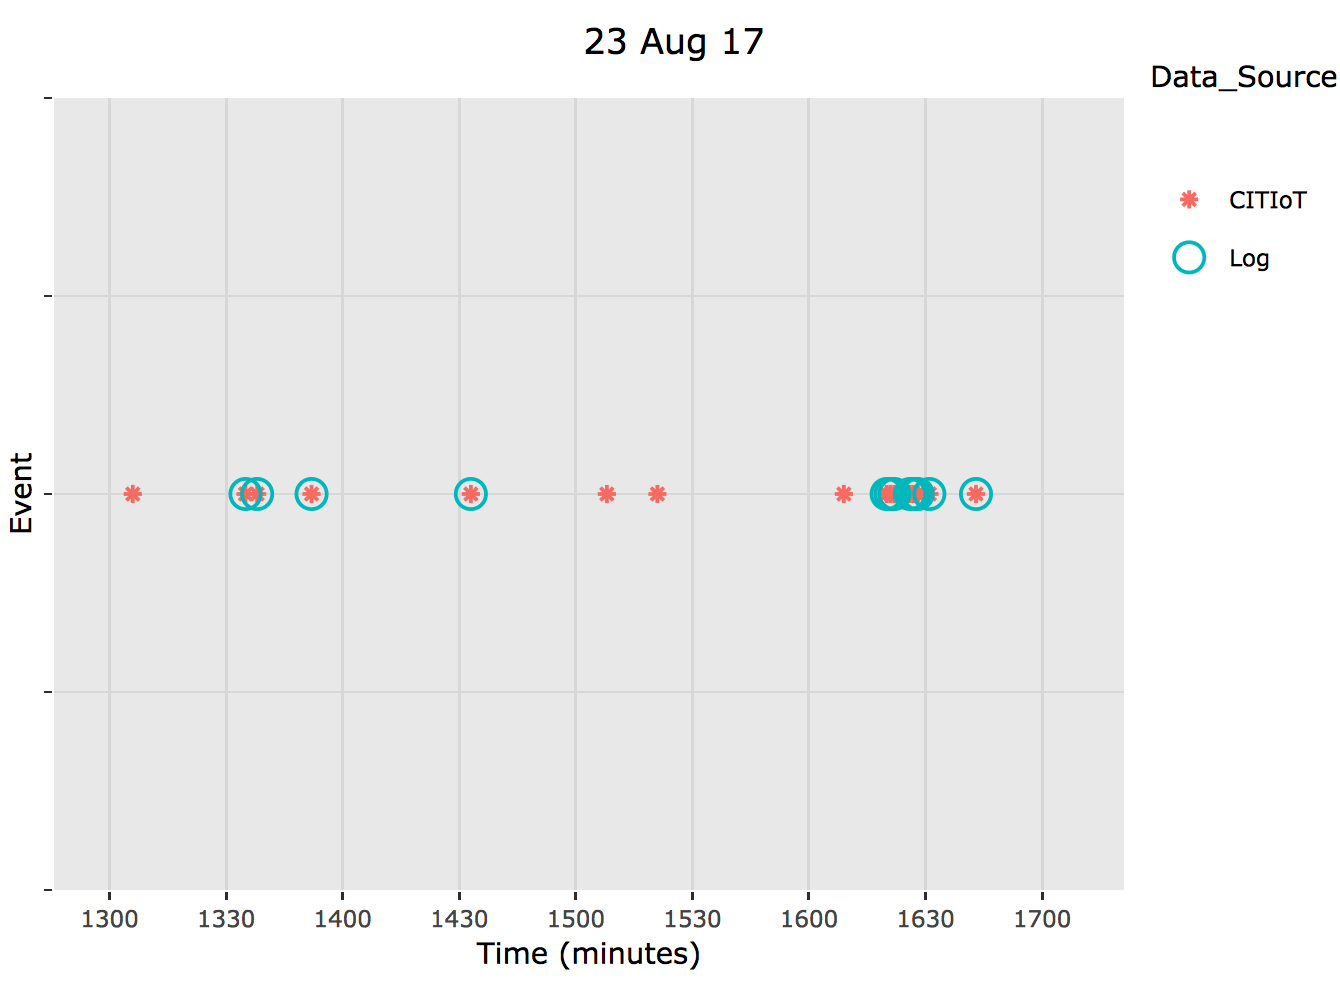 23 Aug 17
Data_Source
CITIoT
Log
Event
1300 1330 1400 1430 1500 1530 1600 1630 1700
Time (minutes)